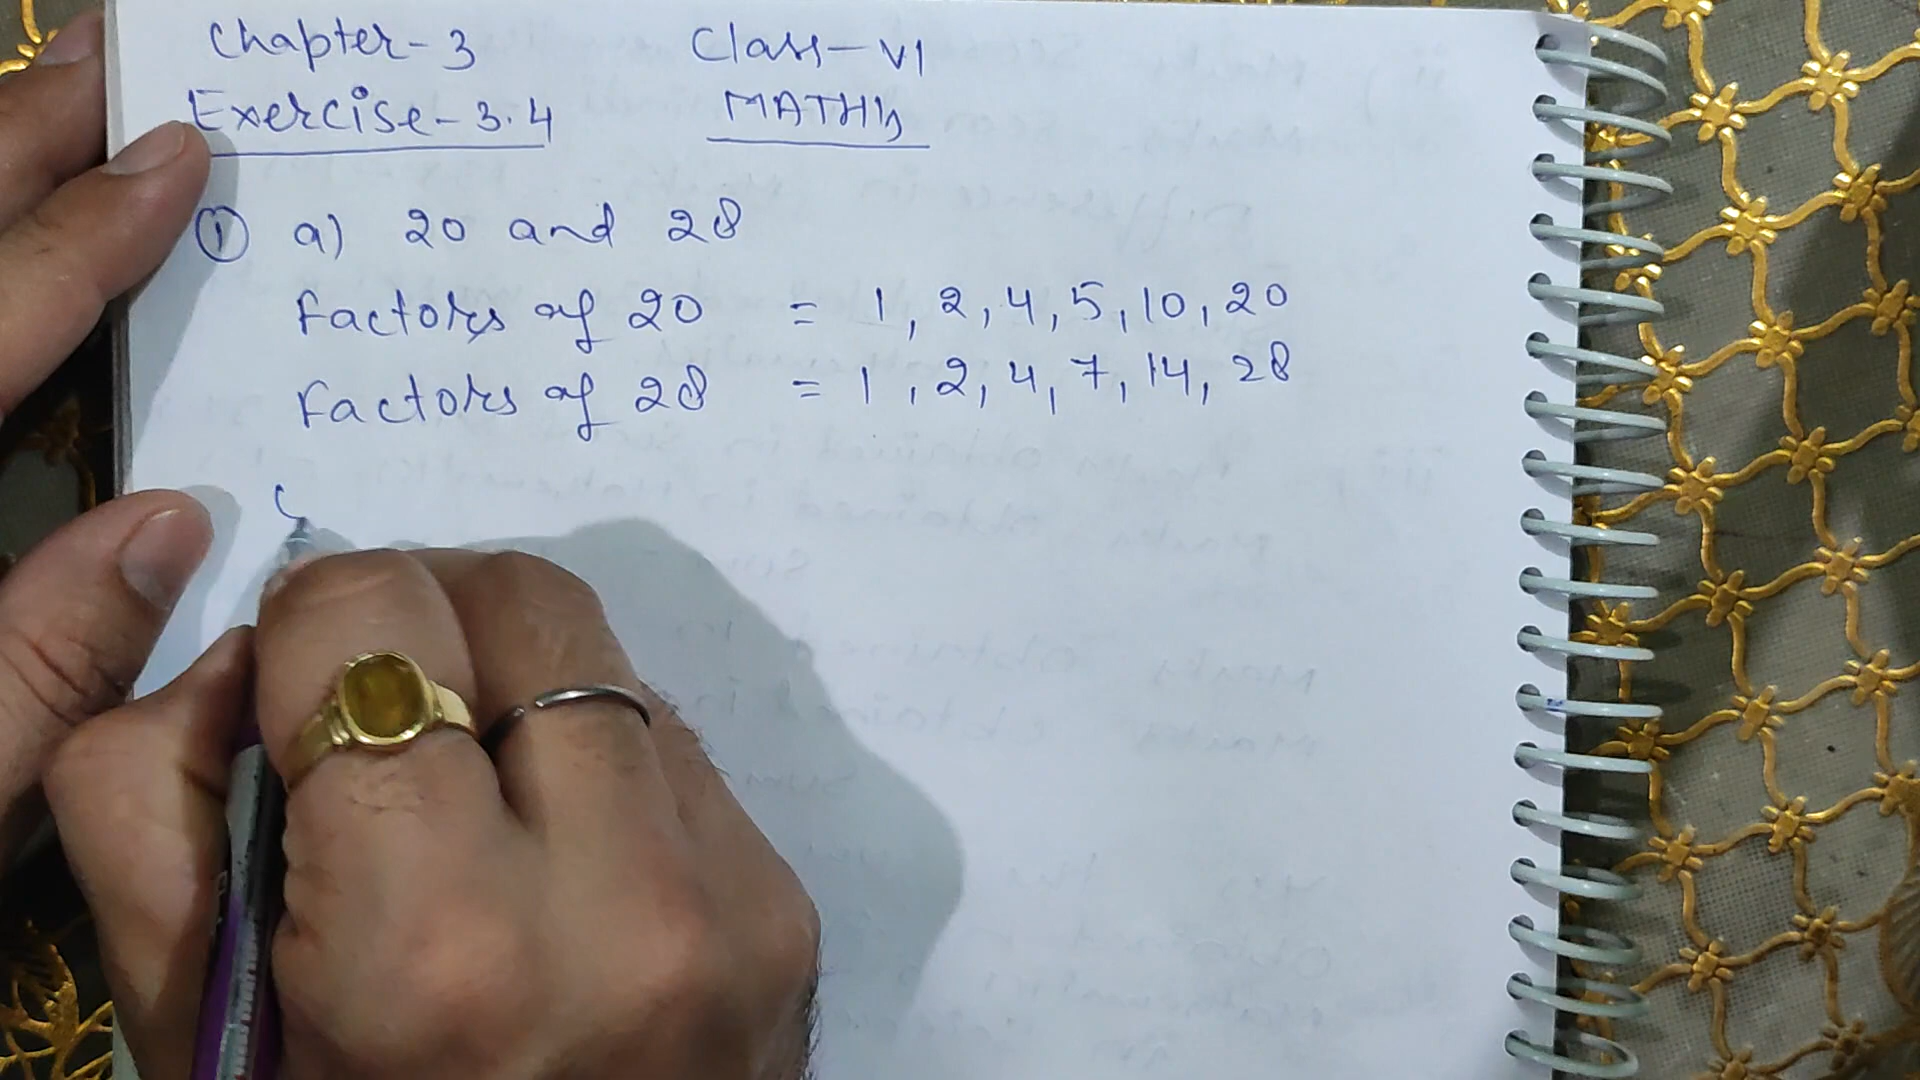 Chapter-3 Class-VI
Exercise-3.4 MATHS
① a) 20 and 28
Factors of 20 = 1, 2, 4, 5, 10, 20
Factors of 28 = 1, 2, 4, 7, 14, 28